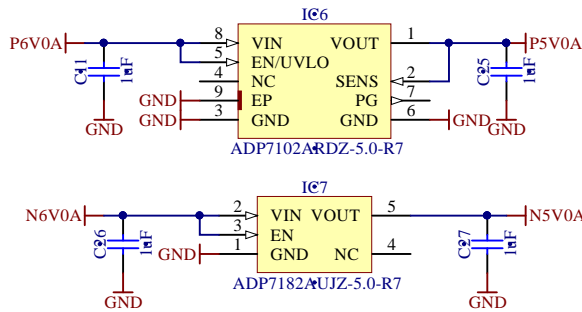 IC6
P6V0A
8
VIN
VOUT
1
P5V0A
5
EN/UVLO
C11
1uF
4
NC
SENS
2
C25
1uF
GND
9
EP
PG
7
GND
3
GND
GND
6
GND
GND
GND
ADP7102ARDZ-5.0-R7
IC7
N6V0A
2
VIN
VOUT
5
N5V0A
3
EN
C26
1uF
GND
1
GND
NC
4
C27
1uF
ADP7182AUJZ-5.0-R7
GND
GND